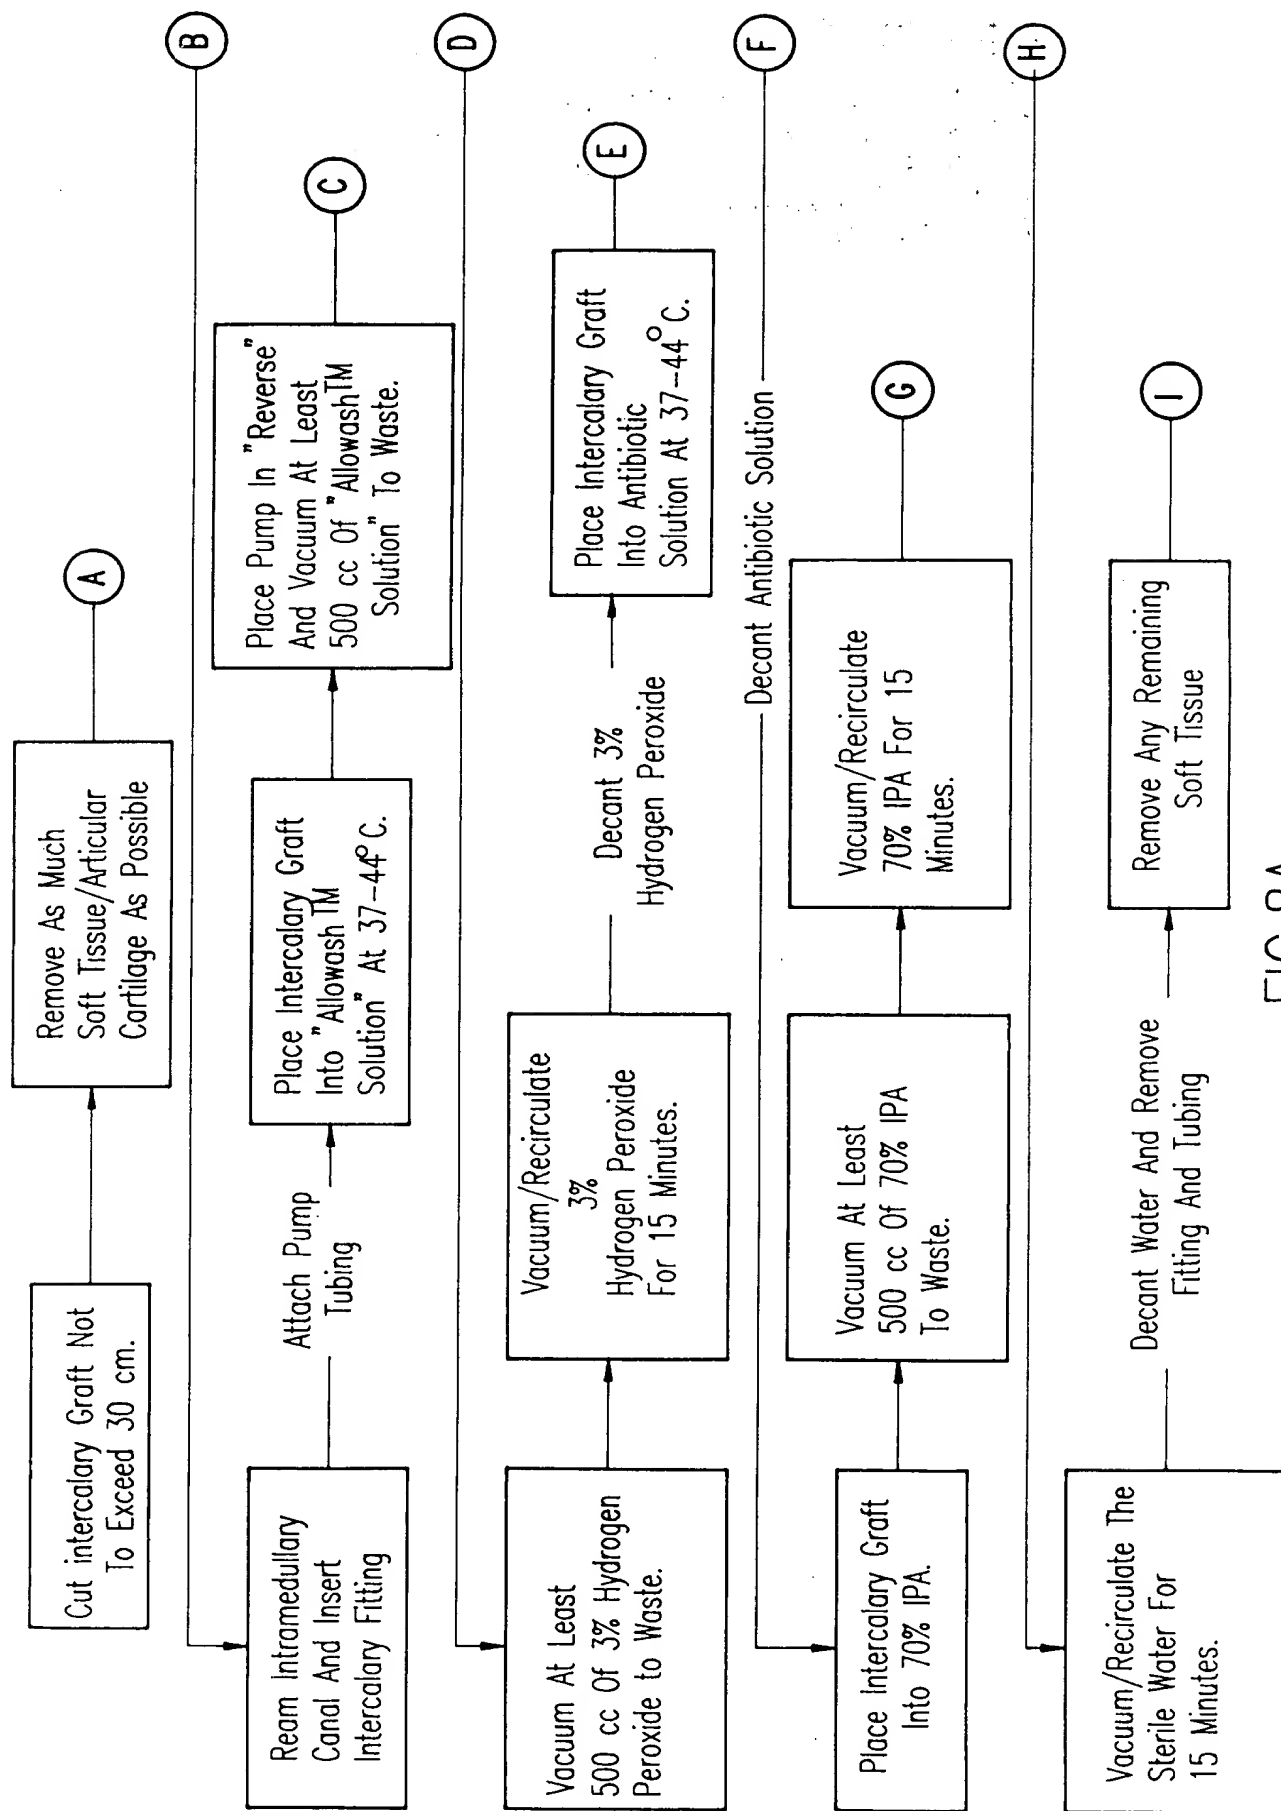 Cut intercalary Graft Not
To Exceed 30 cm.
Remove As Much
Soft Tissue/Articular
Cartilage As Possible
A
B
Ream Intramedullary
Canal And Insert
Intercalary Fitting
Attach Pump
Tubing
Place Intercalary Graft
Into "Allowash TM
Solution" At 37-44°C.
Place Pump In "Reverse"
And Vacuum At Least
500 cc Of "Allowash TM
Solution" To Waste.
C
D
Vacuum At Least
500 cc Of 3% Hydrogen
Peroxide to Waste.
Vacuum/Recirculate
3%
Hydrogen Peroxide
For 15 Minutes.
Decant 3%
Hydrogen Peroxide
Place Intercalary Graft
Into Antibiotic
Solution At 37-44°C.
E
F
Decant Antibiotic Solution
Place Intercalary Graft
Into 70% IPA.
Vacuum At Least
500 cc Of 70% IPA
To Waste.
Vacuum/Recirculate
70% IPA For 15
Minutes.
G
H
Vacuum/Recirculate The
Sterile Water For
15 Minutes.
Decant Water And Remove
Fitting And Tubing
Remove Any Remaining
Soft Tissue
I